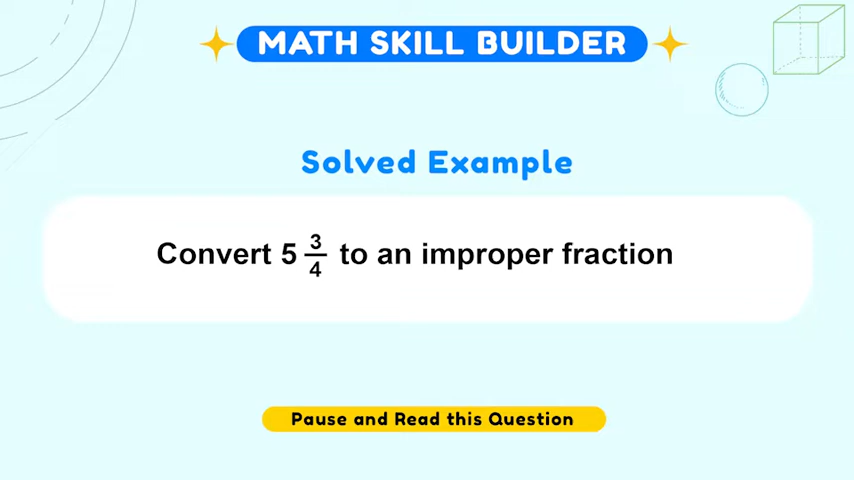 MATH SKILL BUILDER
Solved Example
Convert 5 3/4 to an improper fraction
Pause and Read this Question